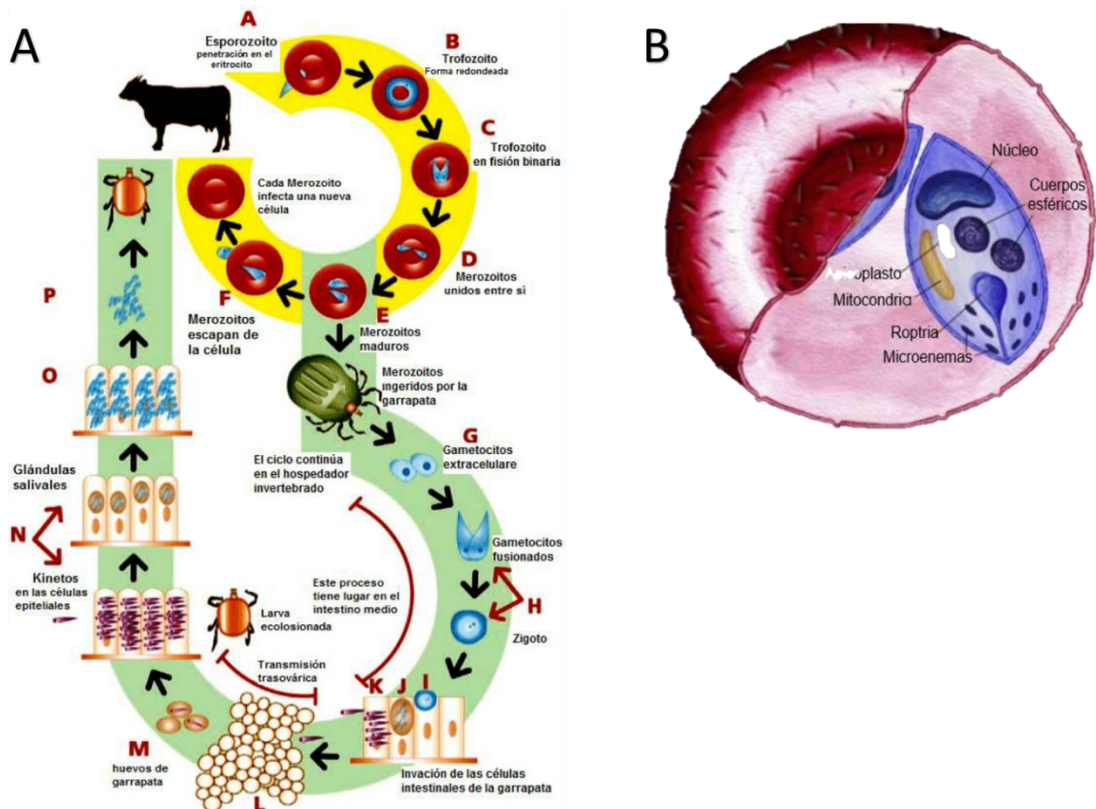 A
A
Esporozoito
penetración en el
eritrocito
B
Trofozoito
Forma redondeada
C
Trofozoito
en fisión binaria
D
Merozoitos
unidos entre sí
E
Merozoitos
maduros
F
Merozoitos
escapan de
la célula
Cada Merozoito
infecta una nueva
célula
Merozoitos
ingeridos por la
garrapata
G
Gametocitos
extracelulare
El ciclo continúa
en el hospedador
invertebrado
Gametocitos
fusionados
H
Zigoto
Este proceso
tiene lugar en el
intestino medio
K J I
Invación de las células
intestinales de la garrapata
L
Transmisión
trasovárica
Larva
ecolosionada
M
huevos de
garrapata
N
Kinetos
en las células
epiteliales
Glándulas
salivales
O
P
B
Núcleo
Cuerpos
esféricos
Mitocondria
Roptria
Microenemas